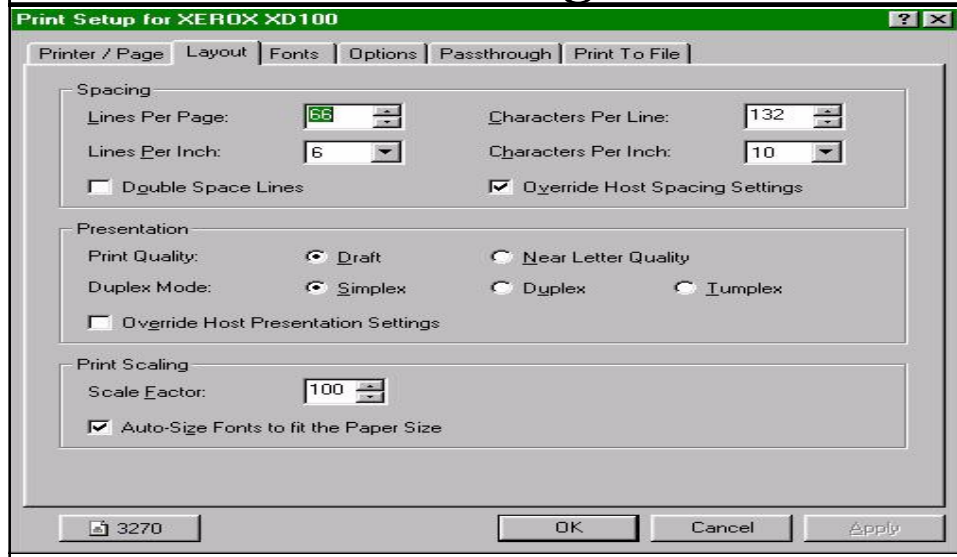 Print Setup for XEROX XD100 ? X
Printer / Page Layout Fonts Options Passthrough Print To File
Spacing
Lines Per Page: 66 Characters Per Line: 132
Lines Per Inch: 6 Characters Per Inch: 10
Double Space Lines Override Host Spacing Settings
Presentation
Print Quality: Draft Near Letter Quality
Duplex Mode: Simplex Duplex Tumplex
Override Host Presentation Settings
Print Scaling
Scale Factor: 100
Auto-Size Fonts to fit the Paper Size
3270 OK Cancel Apply